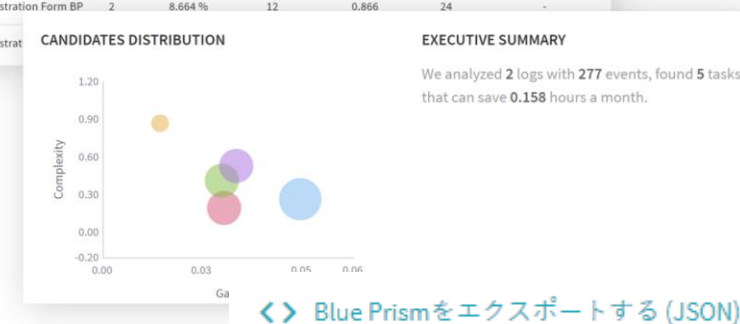 stration Form BP 2 8.664 % 12 0.866 24 -
strat
CANDIDATES DISTRIBUTION
1.20
0.90
0.60
0.30
0.00
-0.20
Complexity
0.00 0.03 0.05 0.06
Ga
EXECUTIVE SUMMARY
We analyzed 2 logs with 277 events, found 5 tasks
that can save 0.158 hours a month.
<> Blue Prismをエクスポートする (JSON)